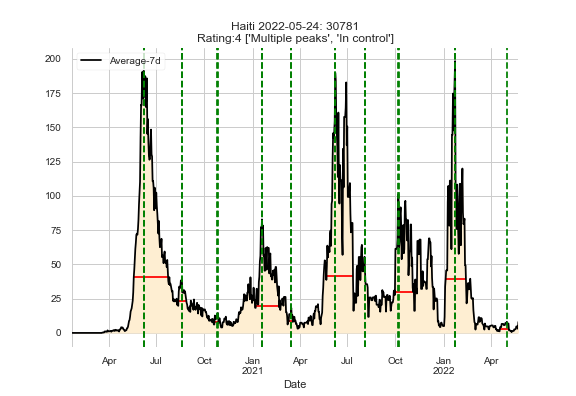 Haiti 2022-05-24: 30781
Rating:4 ['Multiple peaks', 'In control']
Average-7d
200
175
150
125
100
75
50
25
0
Apr Jul Oct Jan Apr Jul Oct Jan Apr
2021 2022
Date